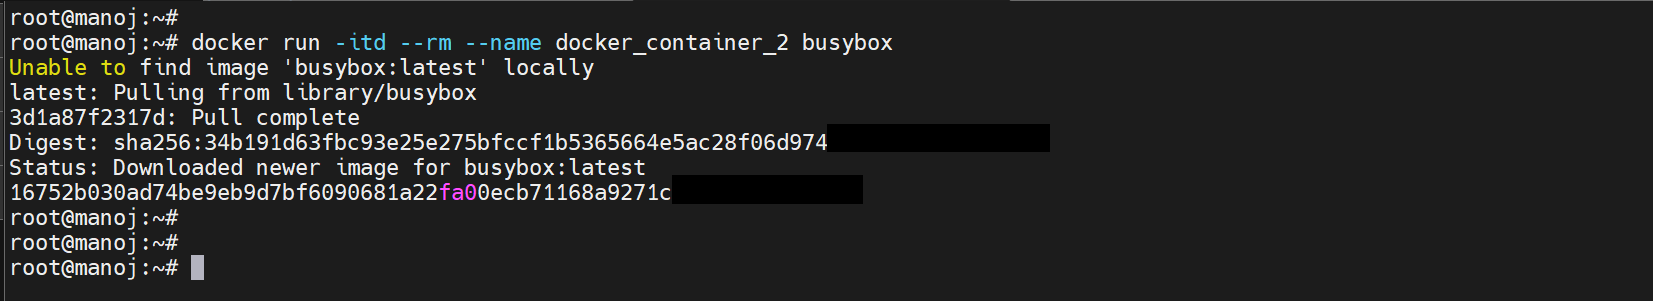 root@manoj:~#
root@manoj:~# docker run -itd --rm --name docker_container_2 busybox
Unable to find image 'busybox:latest' locally
latest: Pulling from library/busybox
3d1a87f2317d: Pull complete
Digest: sha256:34b191d63fbc93e25e275bfccf1b5365664e5ac28f06d974
Status: Downloaded newer image for busybox:latest
16752b030ad74be9eb9d7bf6090681a22fa00ecb71168a9271c
root@manoj:~#
root@manoj:~#
root@manoj:~#